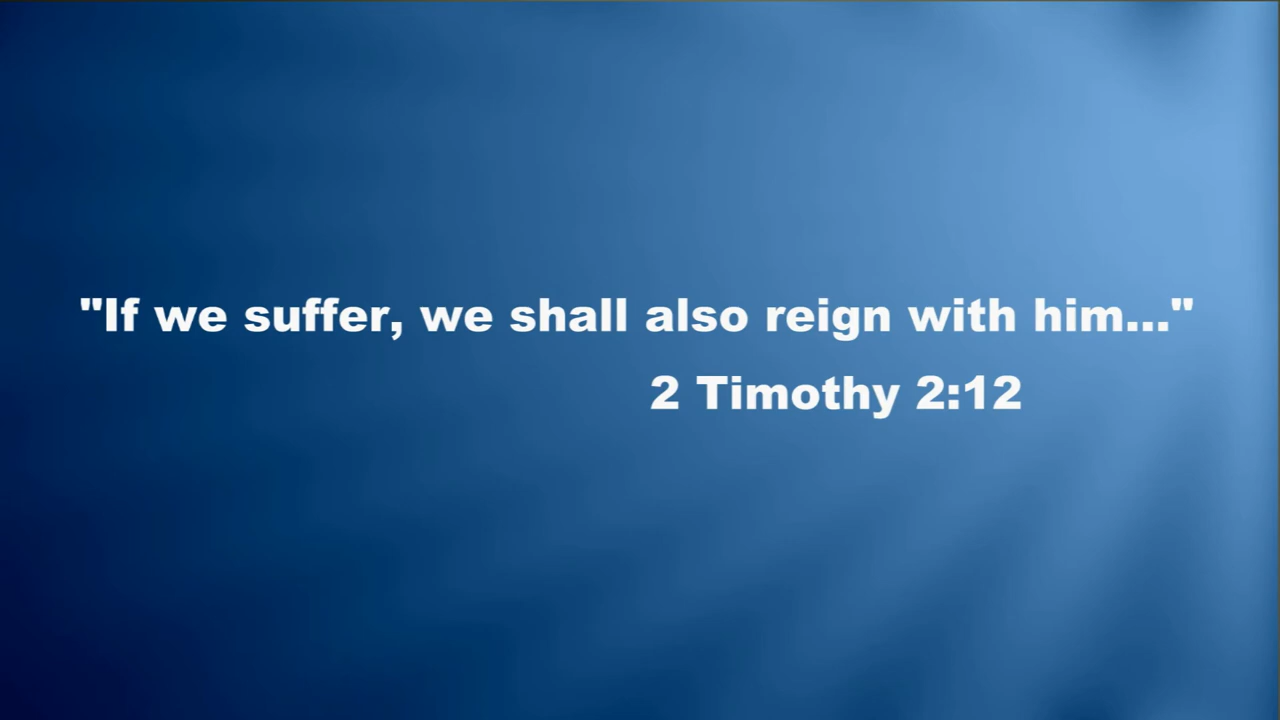 "If we suffer, we shall also reign with him..."
2 Timothy 2:12